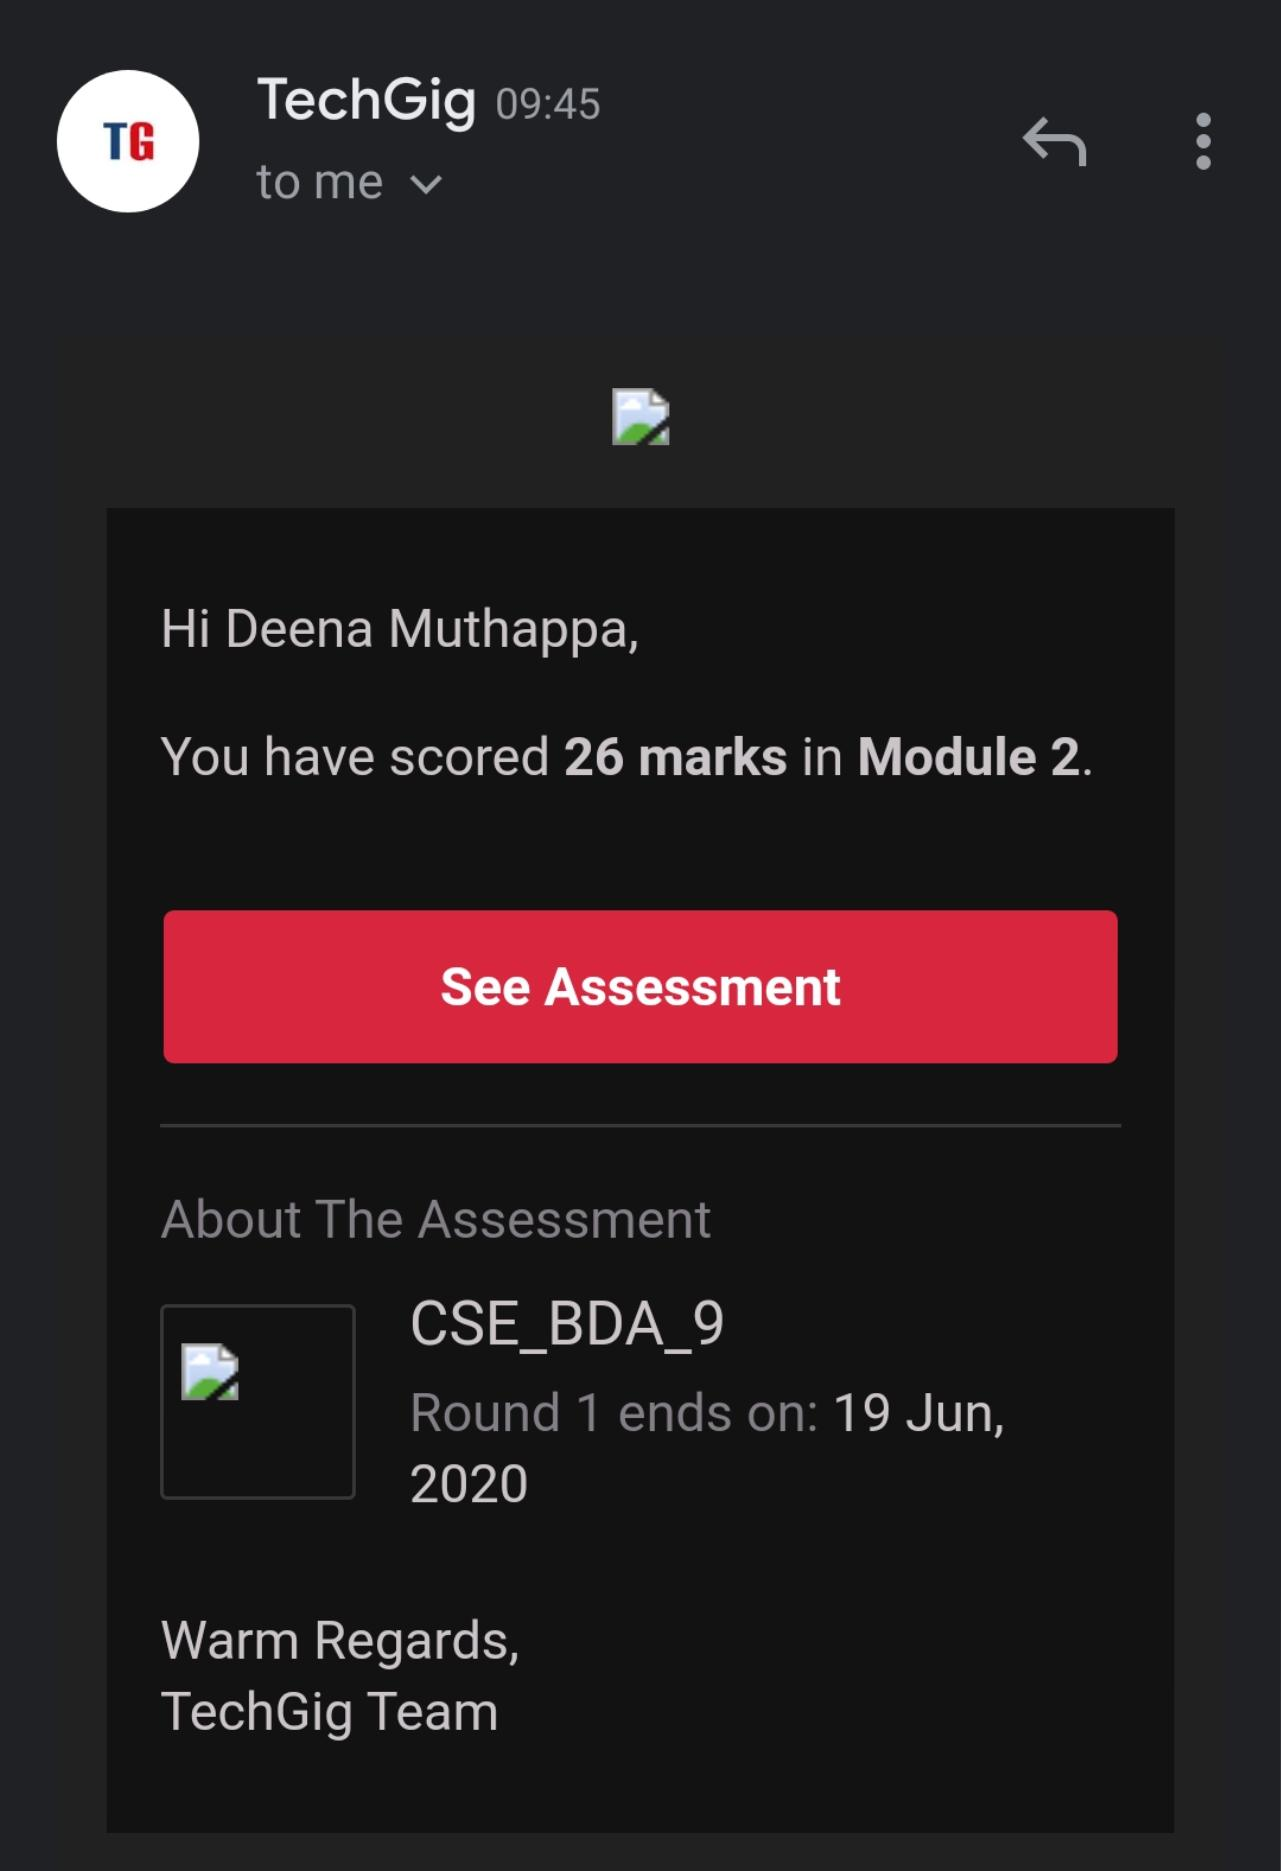 TG
TechGig 09:45
to me
Hi Deena Muthappa,
You have scored 26 marks in Module 2.
See Assessment
About The Assessment
CSE_BDA_9
Round 1 ends on: 19 Jun,
2020
Warm Regards,
TechGig Team